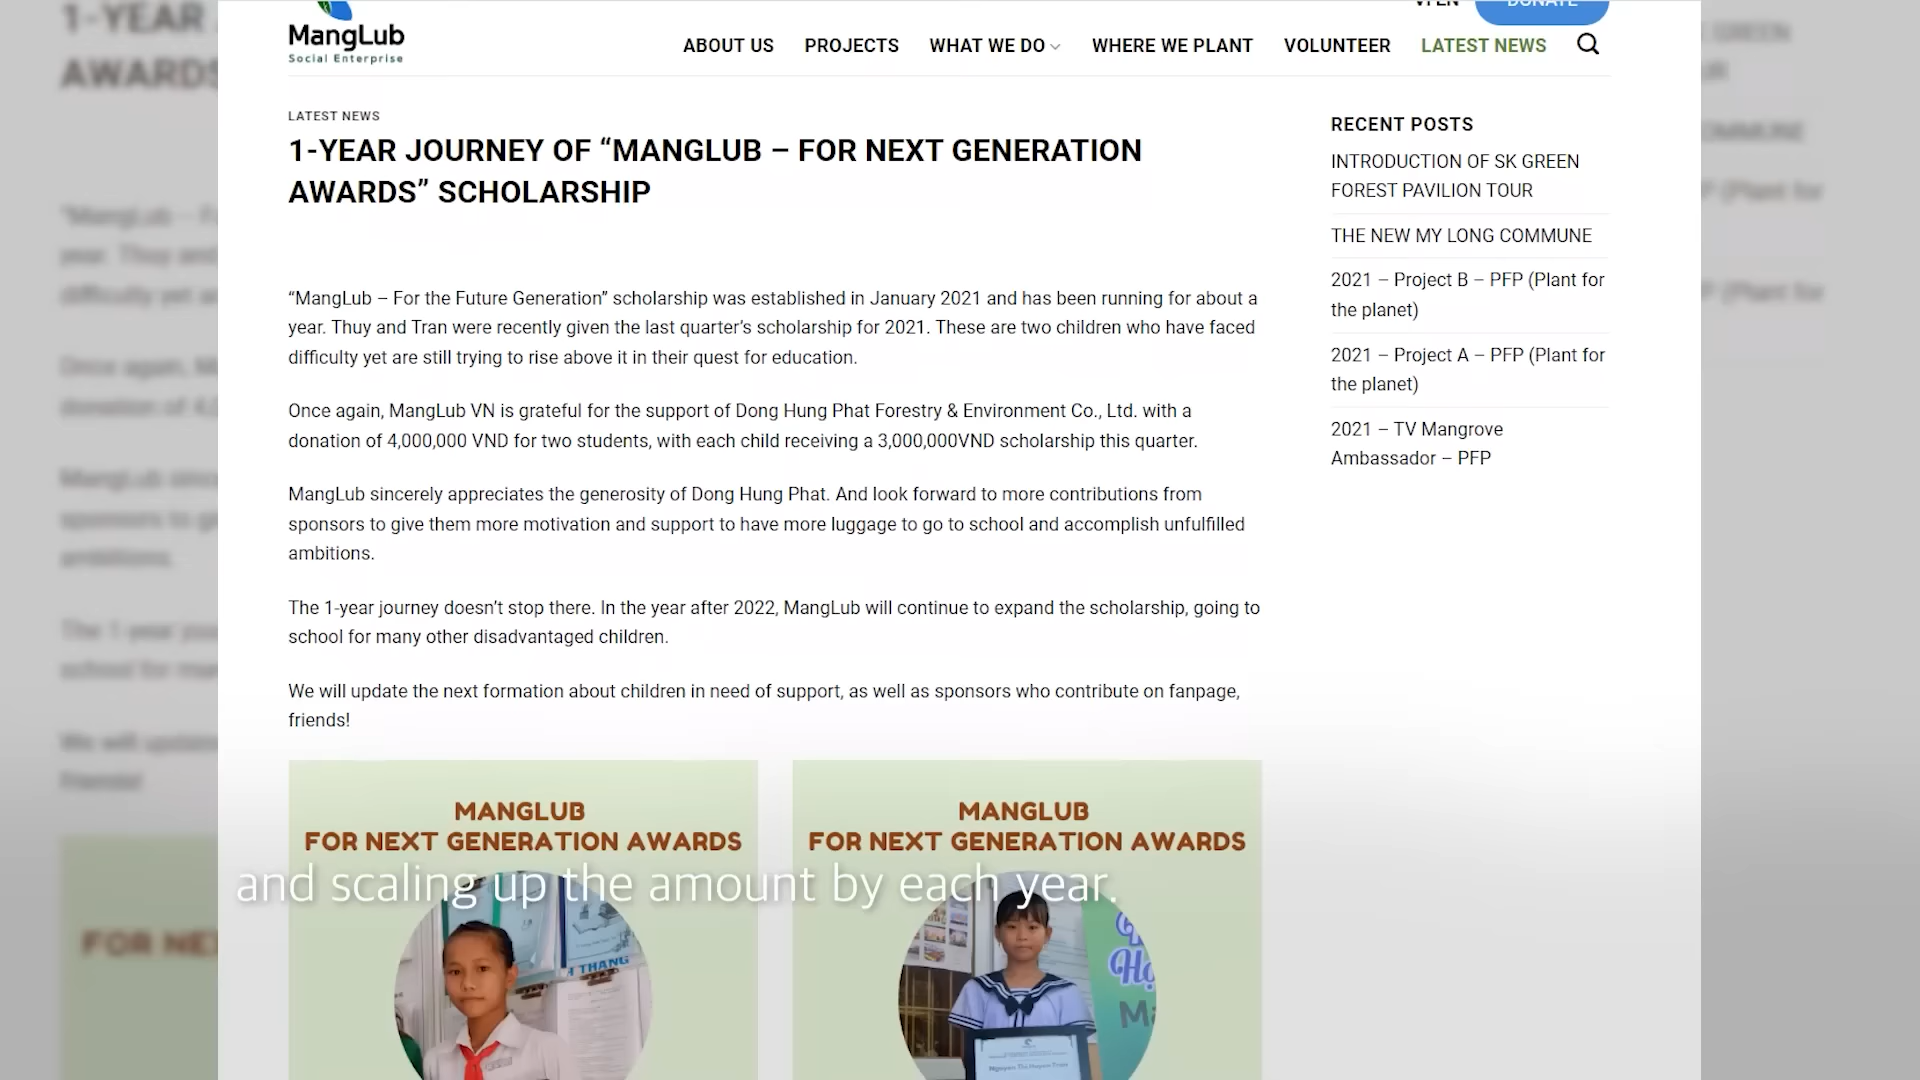 MangLub
Social Enterprise
VI EN
DONATE
ABOUT US
PROJECTS
WHAT WE DO
WHERE WE PLANT
VOLUNTEER
LATEST NEWS
LATEST NEWS
1-YEAR JOURNEY OF “MANGLUB – FOR NEXT GENERATION
AWARDS” SCHOLARSHIP
“MangLub – For the Future Generation” scholarship was established in January 2021 and has been running for about a
year. Thuy and Tran were recently given the last quarter’s scholarship for 2021. These are two children who have faced
difficulty yet are still trying to rise above it in their quest for education.
Once again, MangLub VN is grateful for the support of Dong Hung Phat Forestry & Environment Co., Ltd. with a
donation of 4,000,000 VND for two students, with each child receiving a 3,000,000VND scholarship this quarter.
MangLub sincerely appreciates the generosity of Dong Hung Phat. And look forward to more contributions from
sponsors to give them more motivation and support to have more luggage to go to school and accomplish unfulfilled
ambitions.
The 1-year journey doesn’t stop there. In the year after 2022, MangLub will continue to expand the scholarship, going to
school for many other disadvantaged children.
We will update the next formation about children in need of support, as well as sponsors who contribute on fanpage,
friends!
RECENT POSTS
INTRODUCTION OF SK GREEN
FOREST PAVILION TOUR
THE NEW MY LONG COMMUNE
2021 – Project B – PFP (Plant for
the planet)
2021 – Project A – PFP (Plant for
the planet)
2021 – TV Mangrove
Ambassador – PFP
MANGLUB
FOR NEXT GENERATION AWARDS
MANGLUB
FOR NEXT GENERATION AWARDS
and scaling up the amount by each year.
THANG